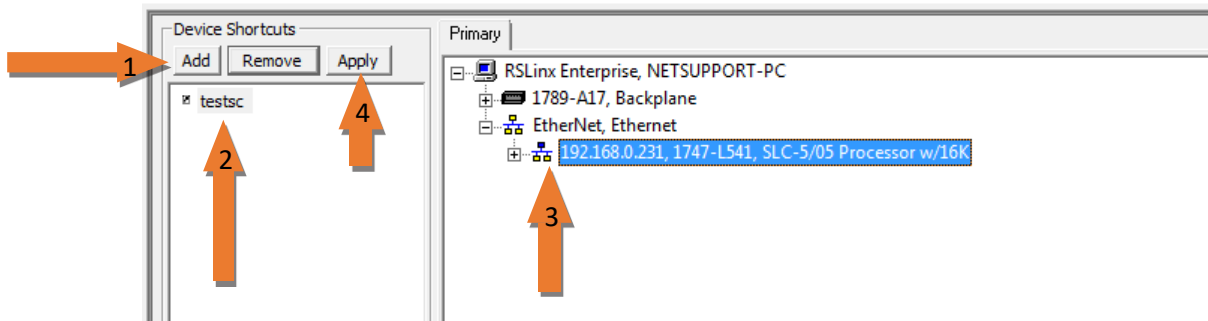 Device Shortcuts
Add Remove Apply
1
testsc
2
4
Primary
RSLinx Enterprise, NETSUPPORT-PC
1789-A17, Backplane
EtherNet, Ethernet
192.168.0.231, 1747-L541, SLC-5/05 Processor w/16K
3